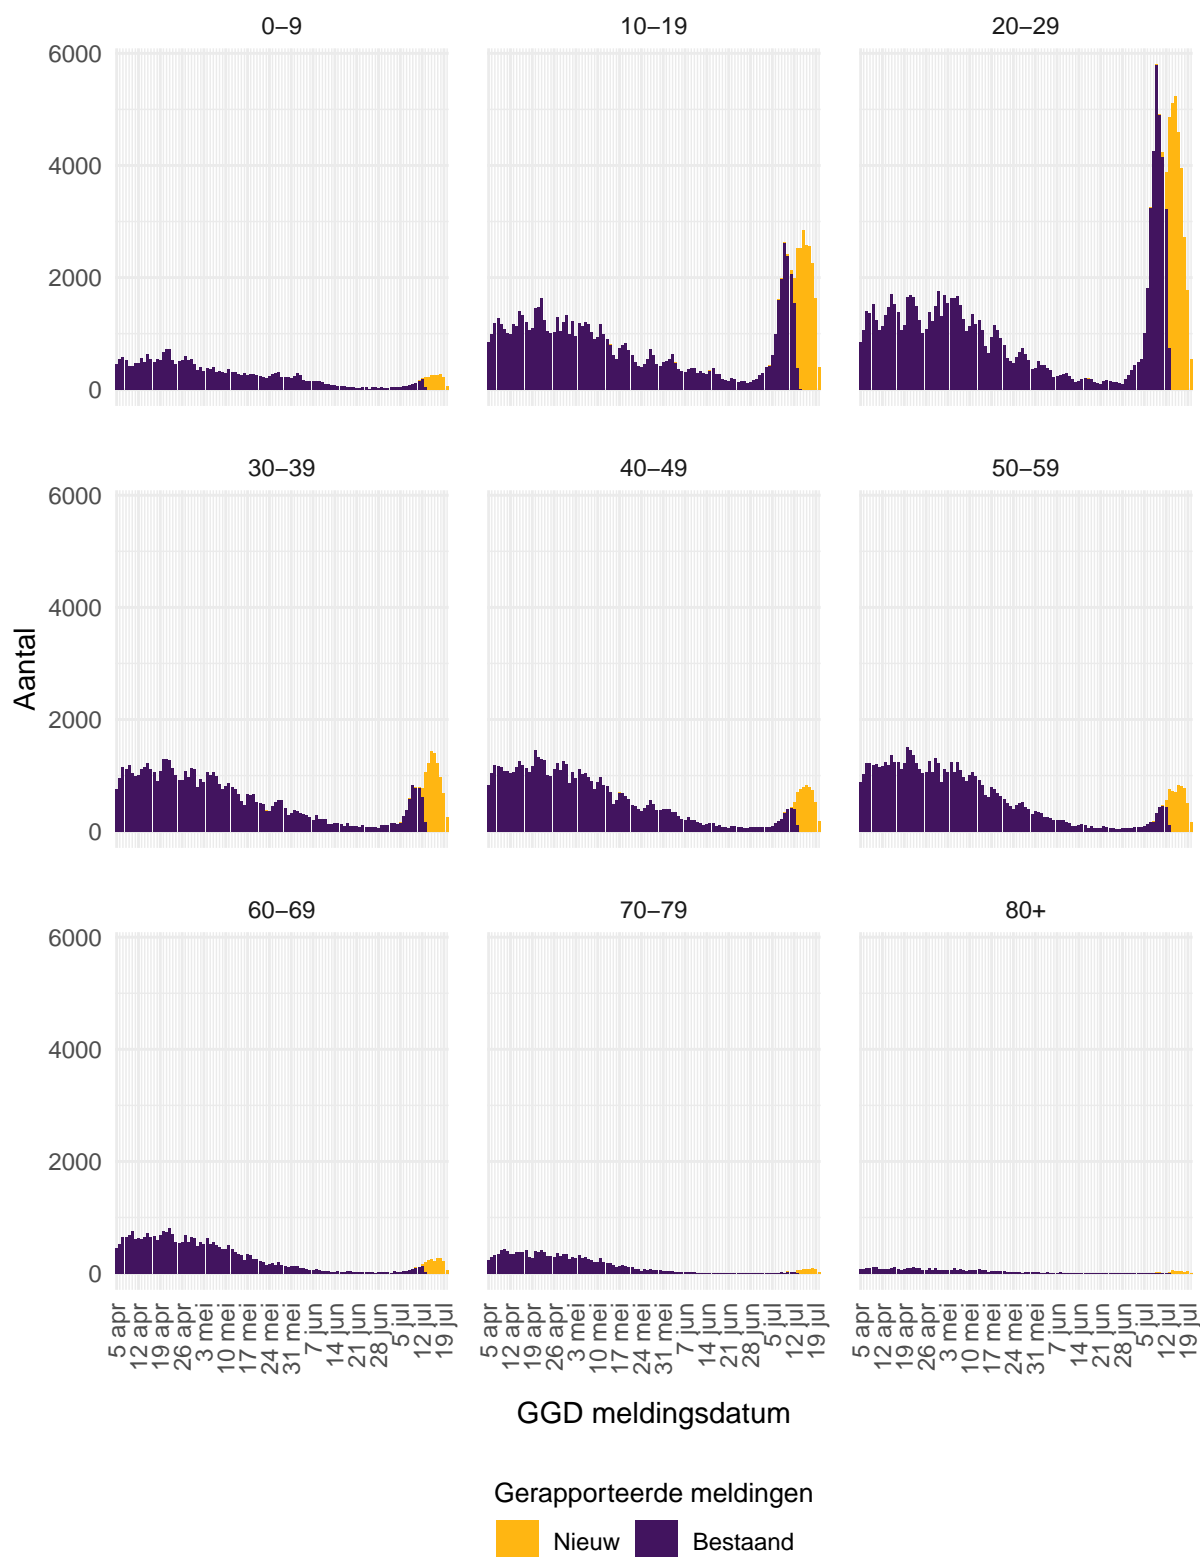 0–9 10–19 20–29
6000
4000
2000
0
30–39 40–49 50–59
6000
4000
2000
0
Aantal
60–69 70–79 80+
6000
4000
2000
0
5 apr 12 apr 19 apr 26 apr 3 mei 10 mei 17 mei 24 mei 31 mei 7 jun 14 jun 21 jun 28 jun 5 jul 12 jul 19 jul
5 apr 12 apr 19 apr 26 apr 3 mei 10 mei 17 mei 24 mei 31 mei 7 jun 14 jun 21 jun 28 jun 5 jul 12 jul 19 jul
5 apr 12 apr 19 apr 26 apr 3 mei 10 mei 17 mei 24 mei 31 mei 7 jun 14 jun 21 jun 28 jun 5 jul 12 jul 19 jul
GGD meldingsdatum
Gerapporteerde meldingen
Nieuw Bestaand